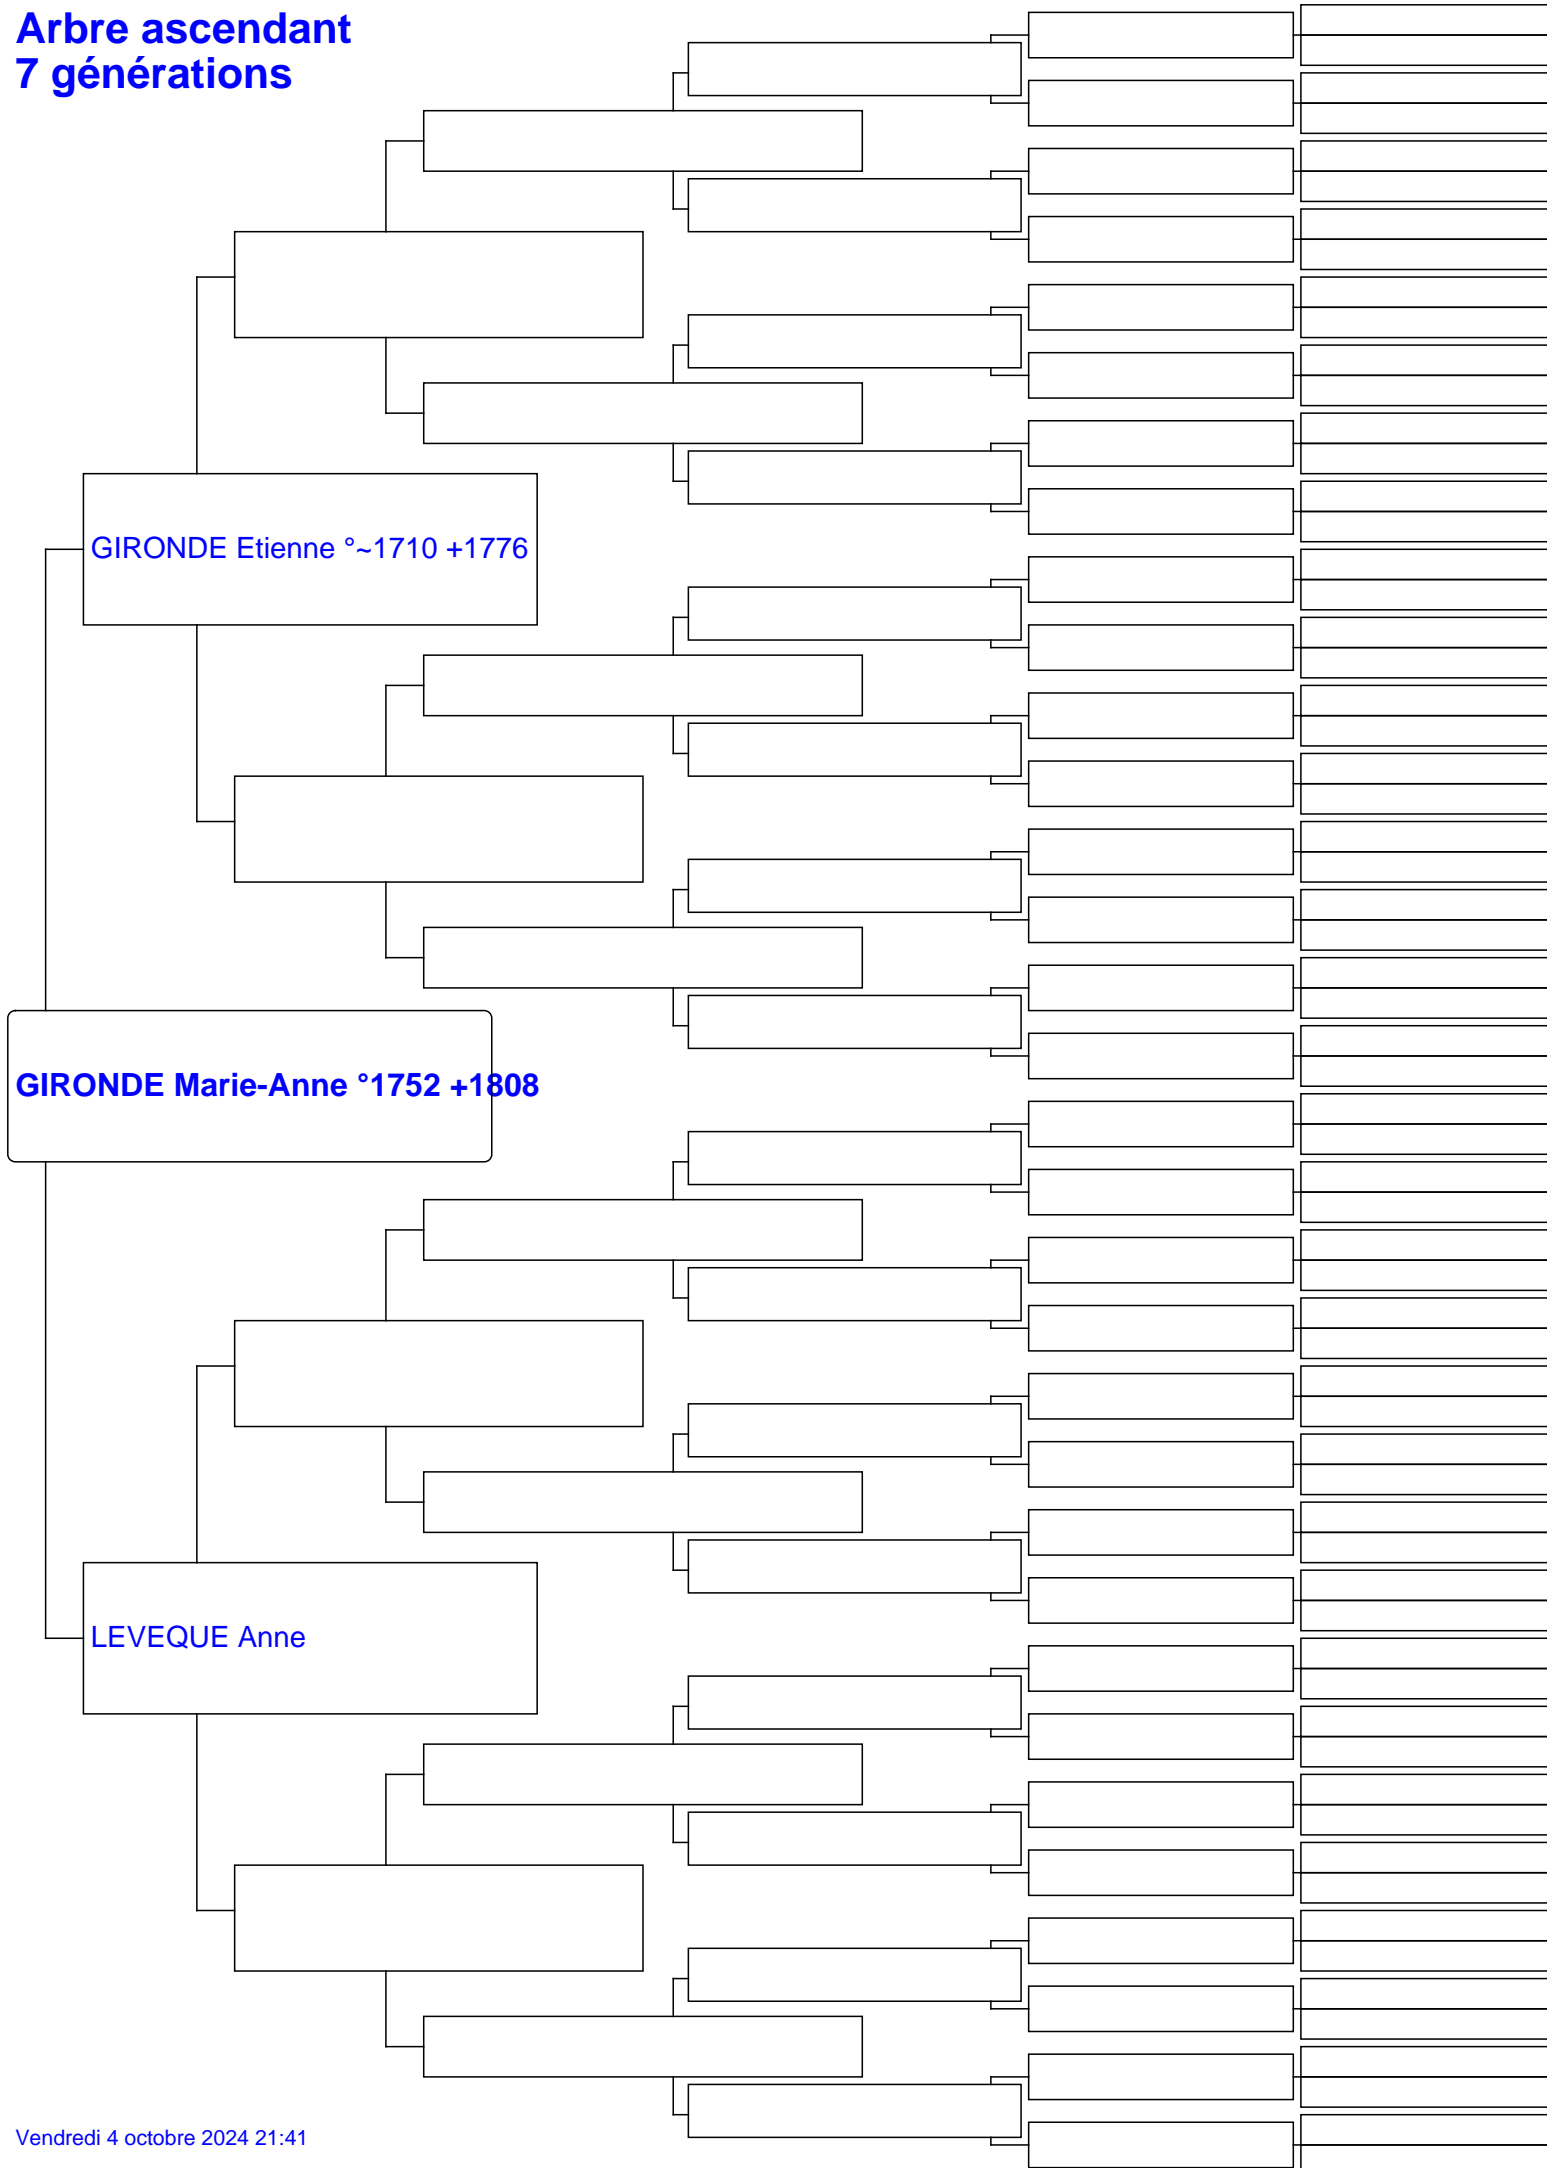 Arbre ascendant
7 générations
GIRONDE Etienne °~1710 +1776
GIRONDE Marie-Anne °1752 +1808
LEVEQUE Anne
Vendredi 4 octobre 2024 21:41